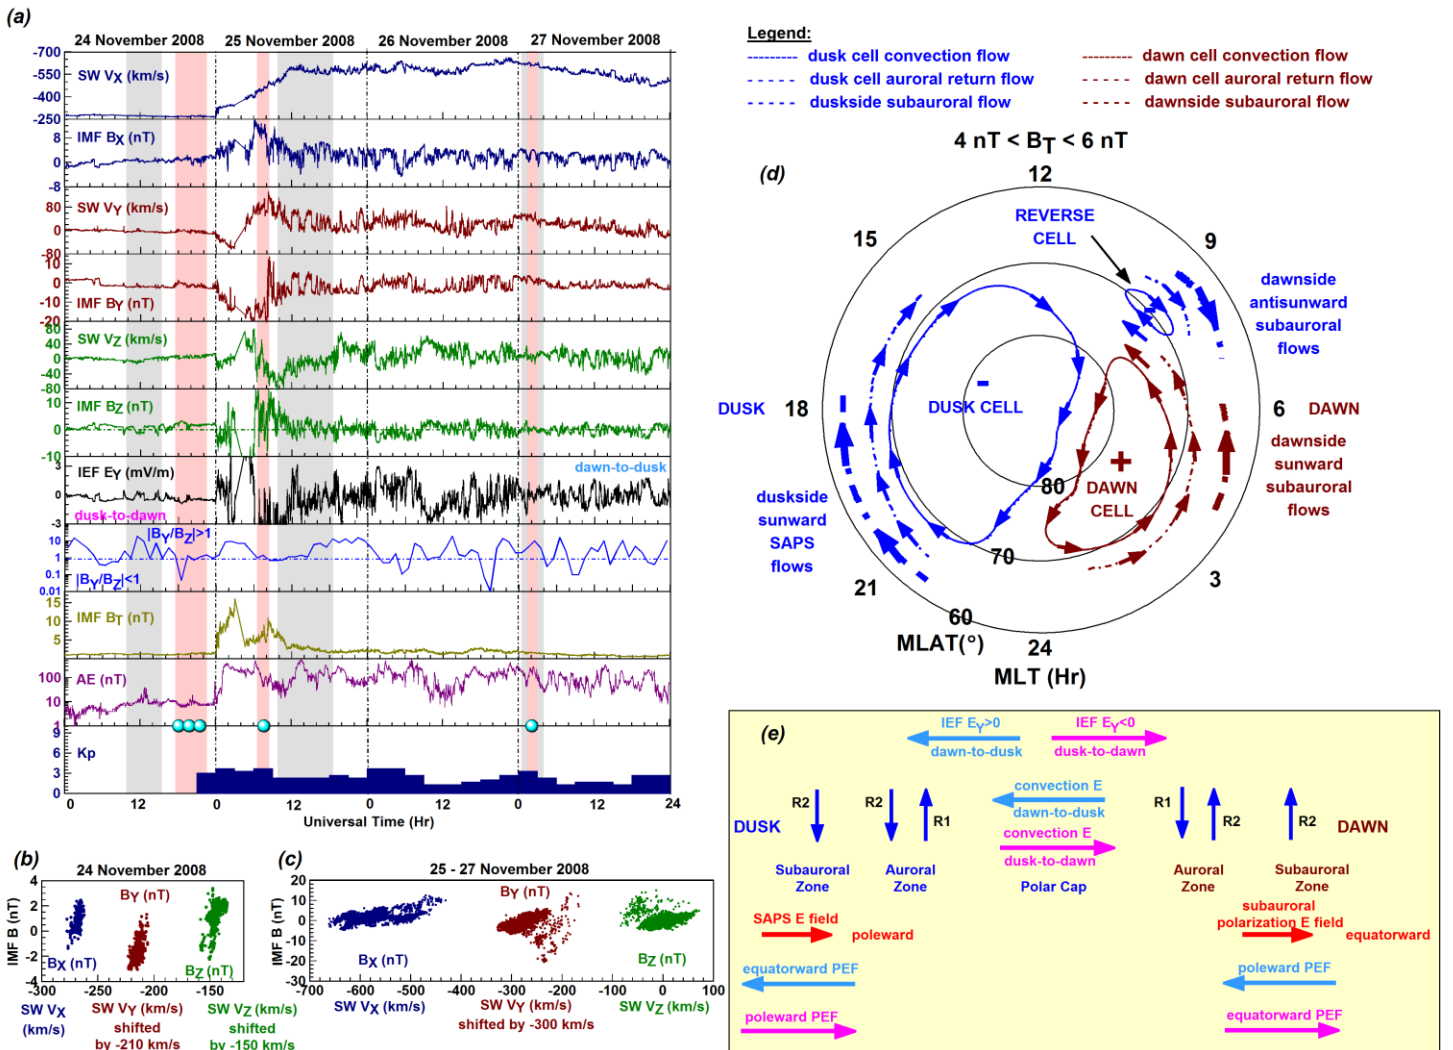 (a)
24 November 2008
25 November 2008
26 November 2008
27 November 2008
-700
-550
-400
-250
SW VX (km/s)
8
0
-8
IMF BX (nT)
80
0
-80
SW VY (km/s)
10
0
-10
-20
IMF BY (nT)
80
40
0
-40
-80
SW VZ (km/s)
10
0
-10
IMF BZ (nT)
3
0
-3
IEF EY (mV/m)
dawn-to-dusk
dusk-to-dawn
10
1
0.1
0.01
|BY/BZ|>1
|BY/BZ|<1
15
10
5
IMF BT (nT)
100
10
1
AE (nT)
9
6
3
0
Kp
0 12 0 12 0 12 0 12 24
Universal Time (Hr)
(b)
24 November 2008
4
2
0
-2
-4
IMF B (nT)
BY (nT)
BX (nT)
BZ (nT)
-300 -250 -200 -150
SW VX
(km/s)
SW VY (km/s)
shifted
by -210 km/s
SW VZ (km/s)
shifted
by -150 km/s
(c)
25 - 27 November 2008
20
10
0
-10
-20
-30
IMF B (nT)
BY (nT)
BX (nT)
BZ (nT)
-700 -600 -500 -400 -300 -200 -100 0 100
SW VX (km/s)
SW VY (km/s)
shifted by -300 km/s
SW VZ (km/s)
Legend:
dusk cell convection flow
dusk cell auroral return flow
duskside subauroral flow
dawn cell convection flow
dawn cell auroral return flow
dawnside subauroral flow
4 nT < BT < 6 nT
(d)
12
15
REVERSE
CELL
9
dawnside
antisunward
subauroral
flows
DUSK
18
-
-
DUSK CELL
6
DAWN
dawnside
sunward
subauroral
flows
+
DAWN
CELL
80
duskside
sunward
SAPS
flows
70
21
3
60
MLAT(°)
24
MLT (Hr)
(e)
IEF EY>0
dawn-to-dusk
IEF EY<0
dusk-to-dawn
convection E
dawn-to-dusk
convection E
dusk-to-dawn
DUSK
R2
R2
R1
R1
R2
R2
DAWN
Subauroral
Zone
Auroral
Zone
Polar Cap
Auroral
Zone
Subauroral
Zone
SAPS E field
poleward
subauroral
polarization E field
equatorward
equatorward PEF
poleward PEF
poleward PEF
equatorward PEF